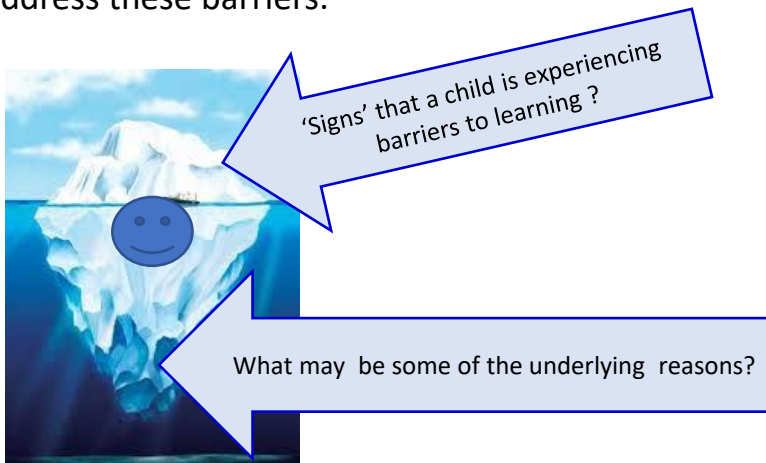 ddress these barriers.
‘Signs’ that a child is experiencing
barriers to learning ?
What may  be some of the underlying  reasons?